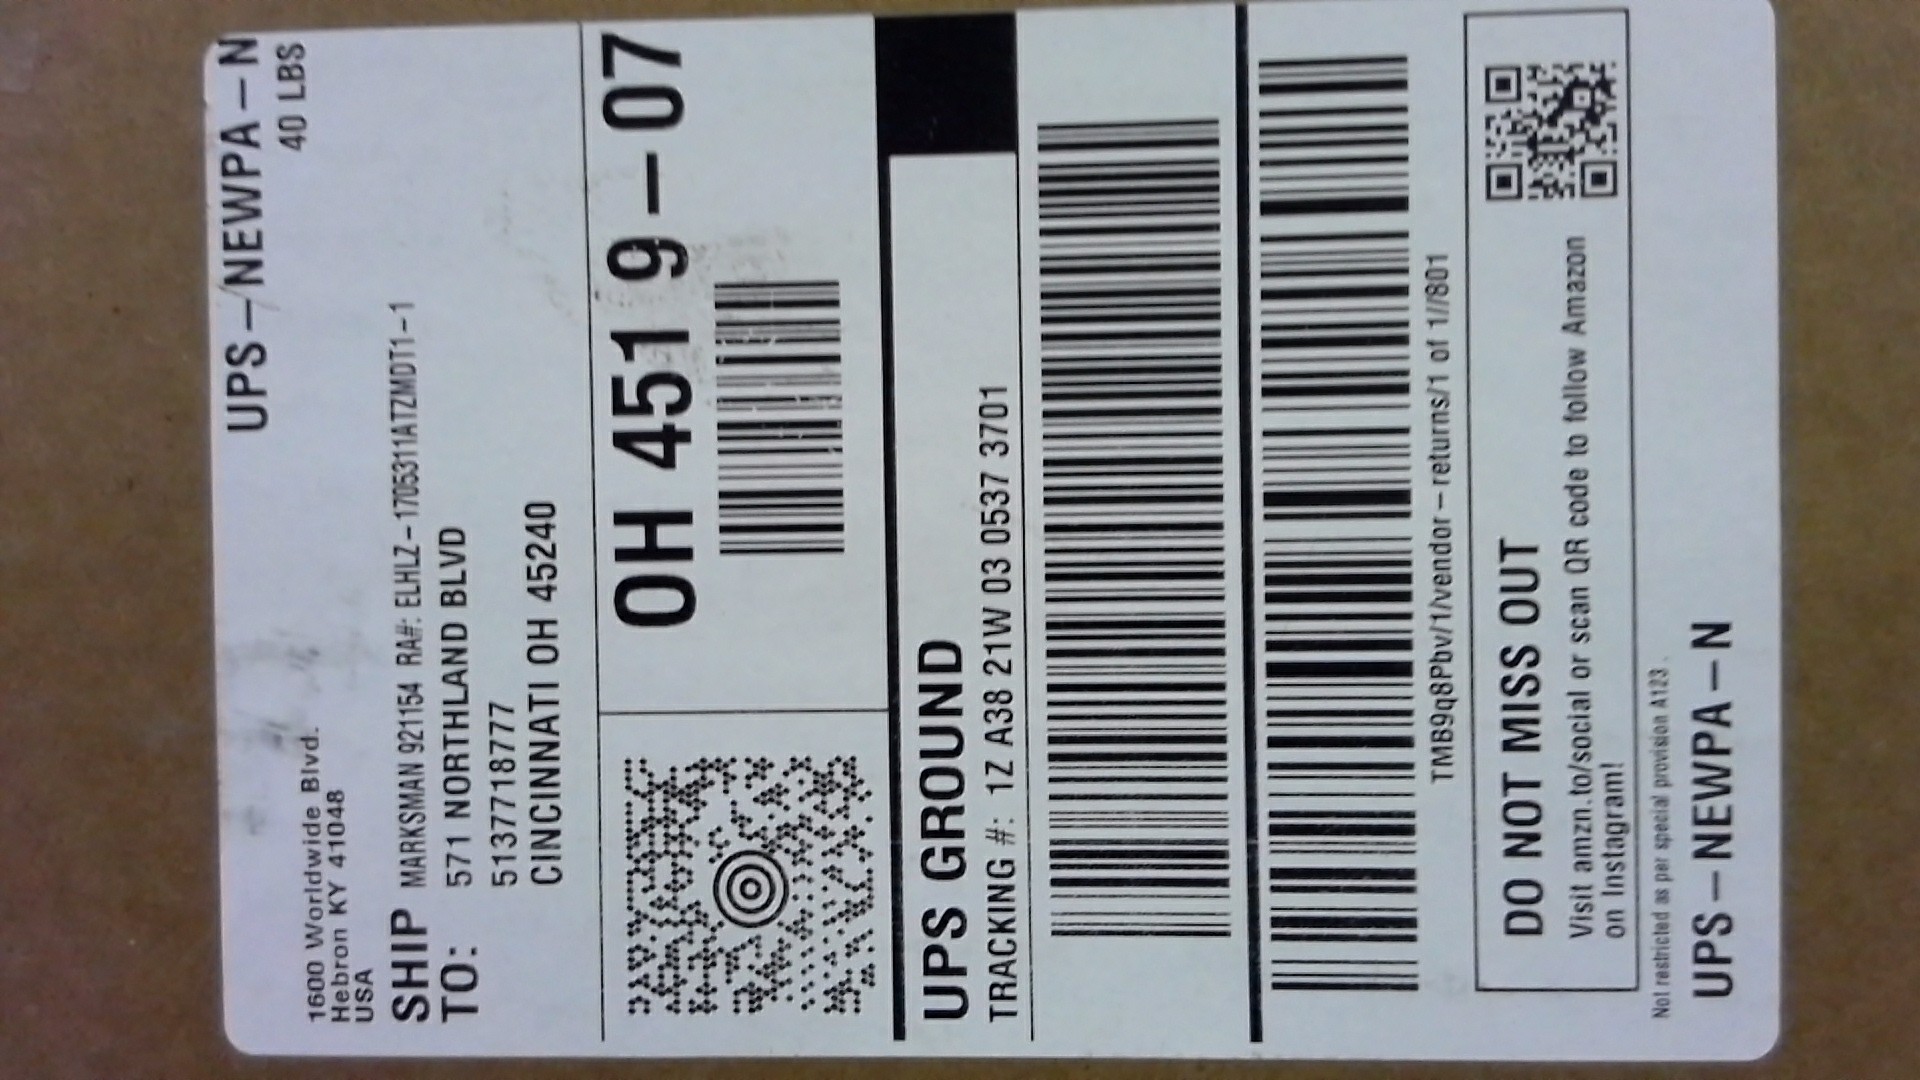 UPS-NEWPA-N
40 LBS
1600 Worldwide Blvd.
Hebron KY 41048
USA
SHIP TO:
MARKSMAN 921154 RA#: ELHLZ-1705311ATZMDT1-1
571 NORTHLAND BLVD
5137718777
CINCINNATI OH 45240
OH 451 9-07
UPS GROUND
TRACKING #: 1Z A38 21W 03 0537 3701
TMB9q8Pbv/1/vendor-returns/1 of 1//801
DO NOT MISS OUT
Visit amzn.to/social or scan QR code to follow Amazon
on Instagram!
Not restricted as per special provision A123.
UPS-NEWPA-N